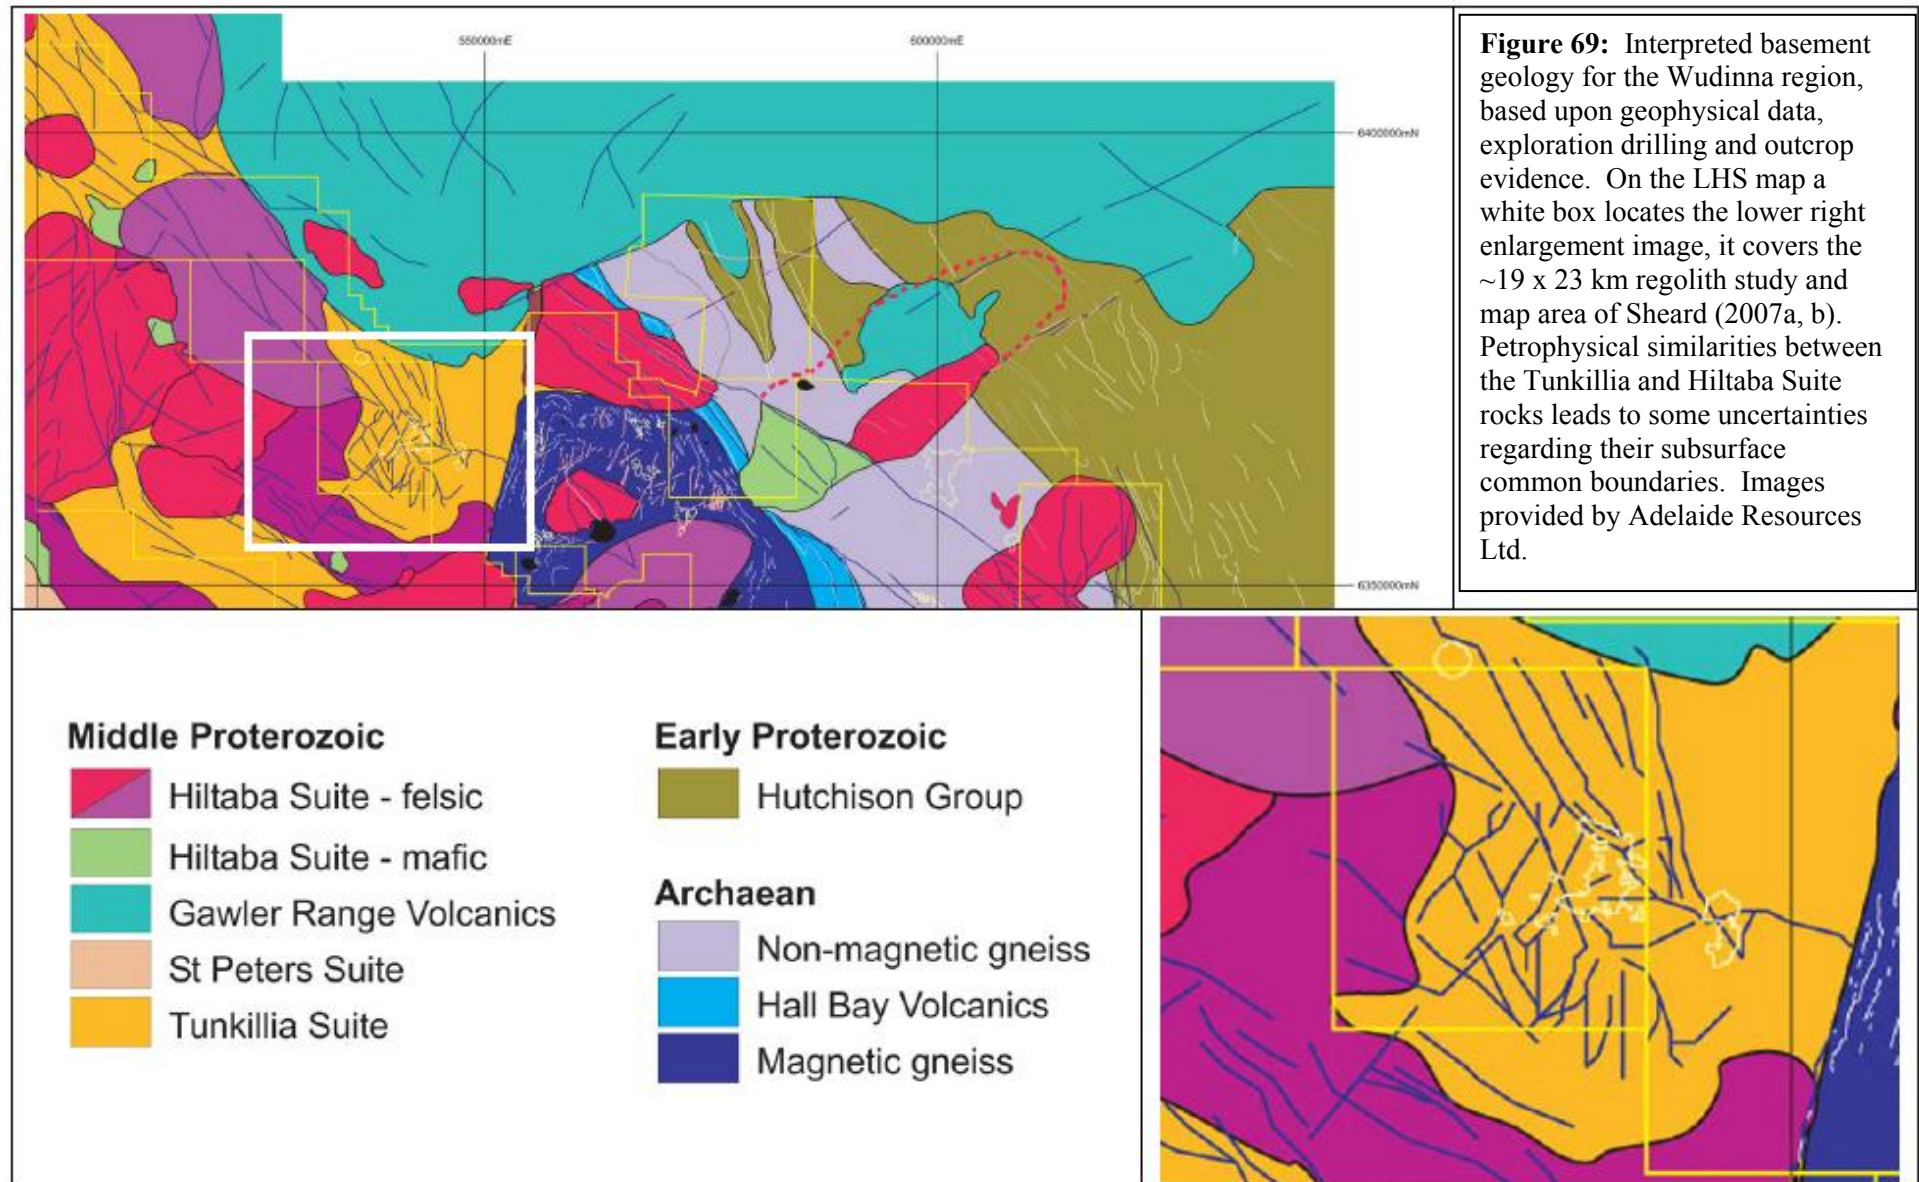 550000mE
600000mE
6400000mN
6350000mN
Figure 69: Interpreted basement
geology for the Wudinna region,
based upon geophysical data,
exploration drilling and outcrop
evidence. On the LHS map a
white box locates the lower right
enlargement image, it covers the
~19 x 23 km regolith study and
map area of Sheard (2007a, b).
Petrophysical similarities between
the Tunkillia and Hiltaba Suite
rocks leads to some uncertainties
regarding their subsurface
common boundaries. Images
provided by Adelaide Resources
Ltd.
Middle Proterozoic
Hiltaba Suite - felsic
Hiltaba Suite - mafic
Gawler Range Volcanics
St Peters Suite
Tunkillia Suite
Early Proterozoic
Hutchison Group
Archaean
Non-magnetic gneiss
Hall Bay Volcanics
Magnetic gneiss